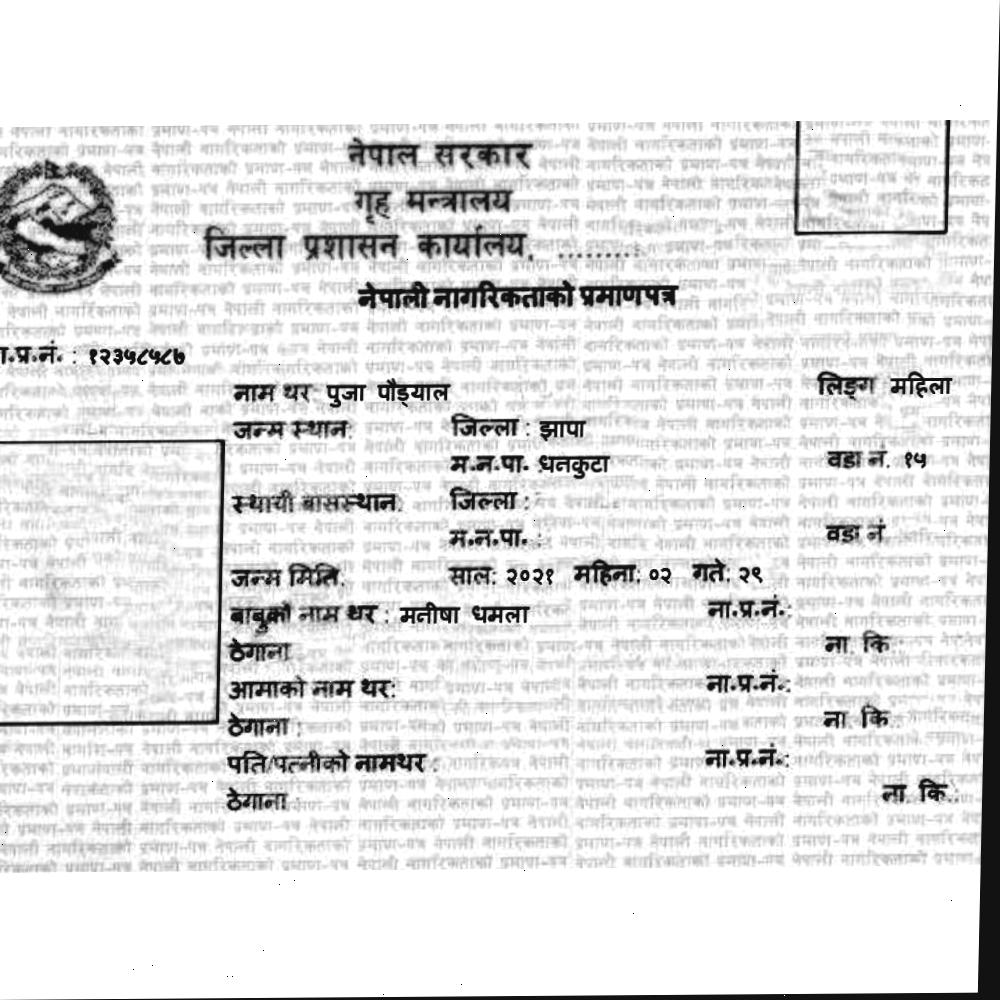 नेपाल सरकार
गृह मन्त्रालय
जिल्ला प्रशासन कार्यालय, .........
नेपाली नागरिकताको प्रमाणपत्र
ा.प्र.नं. : १२३५८५८७
नाम थर पुजा पौड्याल लिङ्ग महिला
जन्म स्थान: जिल्ला : झापा
म.न.पा. धनकुटा वडा नं. १५
स्थायी बासस्थान: जिल्ला :
म.न.पा. : वडा नं
जन्म मिति: साल: २०२१ महिना: ०२ गते: २९
बाबुको नाम थर : मनीषा धमला ना.प्र.नं.:
ठेगाना ना. कि.:
आमाको नाम थर: ना.प्र.नं.:
ठेगाना : ना. कि.:
पति/पत्नीको नामथर : ना.प्र.नं.:
ठेगाना : ना. कि.: